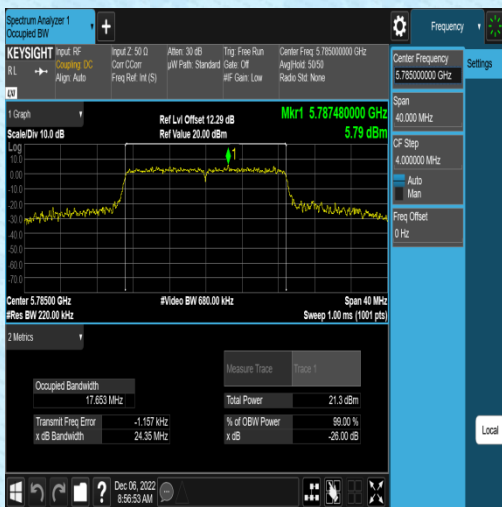 Spectrum Analyzer 1
Occupied BW
+
Frequency
KEYSIGHT
Input: RF
Input Z: 50 Ω
Atten: 30 dB
Trig: Free Run
Center Freq: 5.785000000 GHz
R L
Coupling: DC
Corr CCorr
µW Path: Standard
Gate: Off
Avg|Hold: 50/50
Align: Auto
Freq Ref: Int (S)
#IF Gain: Low
Radio Std: None
Center Frequency
5.785000000 GHz
Settings
Span
40.000 MHz
CF Step
4.000000 MHz
Auto
Man
Freq Offset
0 Hz
Local
1 Graph
Ref Lvl Offset 12.29 dB
Mkr1 5.787480000 GHz
Scale/Div 10.0 dB
Ref Value 20.00 dBm
5.79 dBm
Log
10.0
0.00
-10.0
-20.0
-30.0
-40.0
-50.0
-60.0
-70.0
1
Center 5.78500 GHz
#Video BW 680.00 kHz
Span 40 MHz
#Res BW 220.00 kHz
Sweep 1.00 ms (1001 pts)
2 Metrics
Measure Trace
Trace 1
Occupied Bandwidth
17.653 MHz
Total Power
21.3 dBm
Transmit Freq Error
-1.157 kHz
% of OBW Power
99.00 %
x dB Bandwidth
24.35 MHz
x dB
-26.00 dB
?
Dec 06, 2022
8:56:53 AM